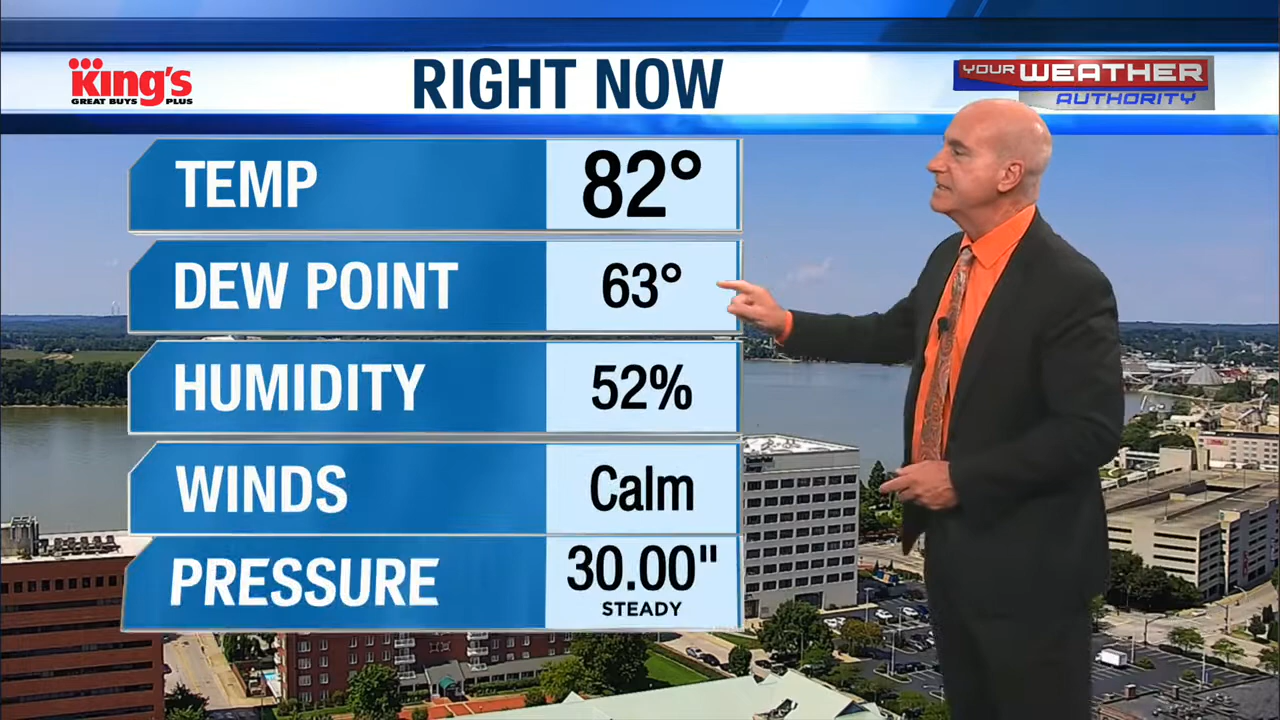 King's
GREAT BUYS PLUS
RIGHT NOW
YOUR WEATHER
AUTHORITY
TEMP 82°
DEW POINT 63°
HUMIDITY 52%
WINDS Calm
PRESSURE 30.00"
STEADY